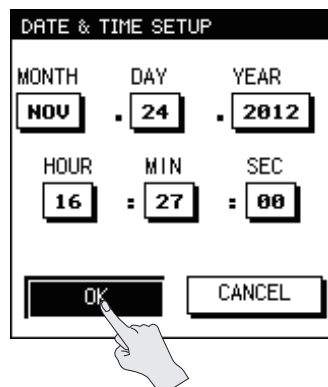 DATE & TIME SETUP
MONTH DAY YEAR
NOV . 24 . 2012
HOUR MIN SEC
16 : 27 : 00
OK CANCEL